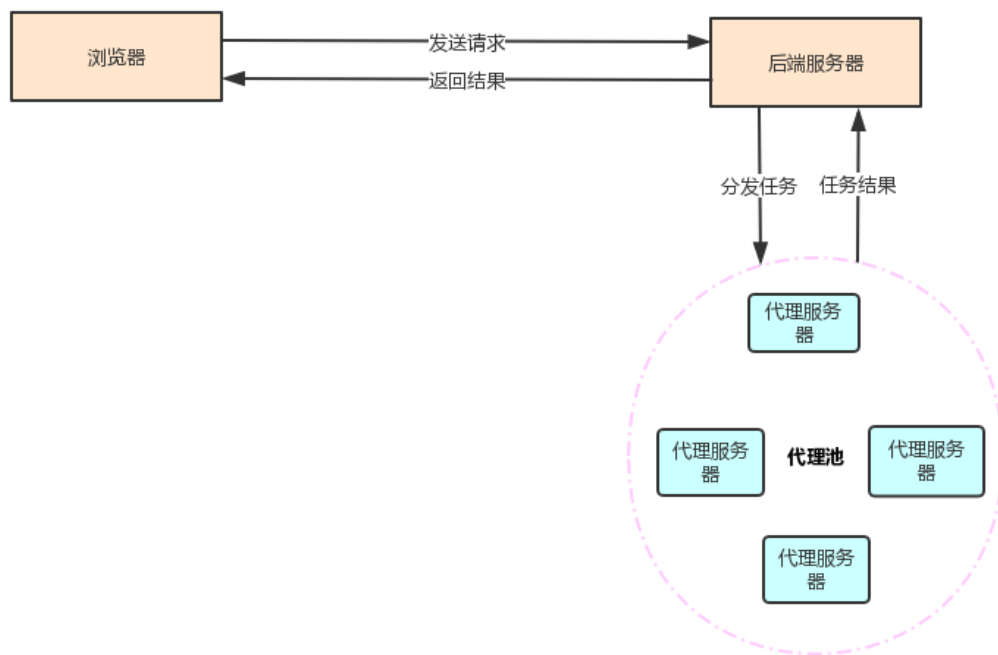 浏览器
发送请求
后端服务器
返回结果
分发任务
任务结果
代理服务
器
代理服务
器
代理池
代理服务
器
代理服务
器